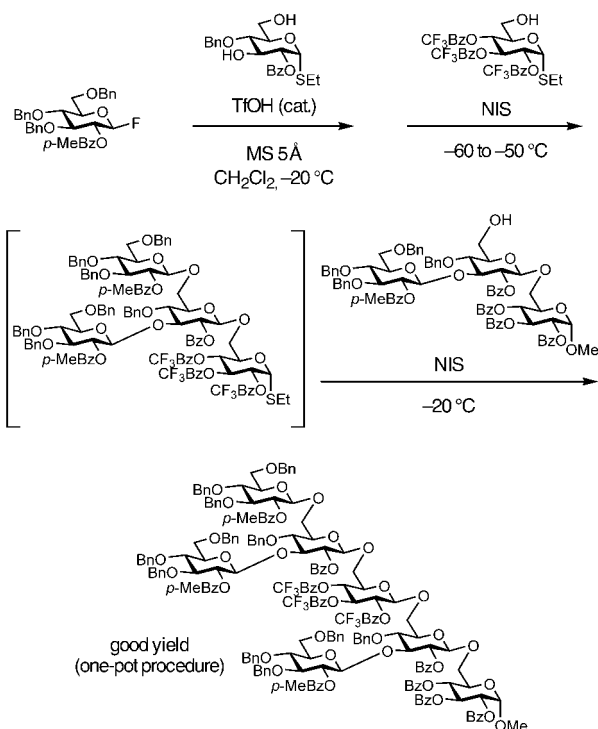 OH
BnO
O
HO
BzO
SEt
TfOH (cat.)
MS 5Å
CH2Cl2, –20 °C
OBn
BnO
O
BnO
F
p-MeBzO
OH
CF3BzO
O
CF3BzO
CF3BzO
SEt
NIS
–60 to –50 °C
OBn
BnO
O
BnO
O
p-MeBzO
OBn
BnO
O
BnO
O
BnO
O
O
p-MeBzO
BzO
CF3BzO
O
CF3BzO
CF3BzO
SEt
OH
OBn
BnO
O
BnO
O
BnO
O
O
p-MeBzO
BzO
BzO
O
BzO
BzO
OMe
NIS
–20 °C
OBn
BnO
O
BnO
O
p-MeBzO
OBn
BnO
O
BnO
O
BnO
O
O
p-MeBzO
BzO
CF3BzO
O
CF3BzO
O
CF3BzO
OBn
BnO
O
BnO
O
BnO
O
O
p-MeBzO
BzO
BzO
O
BzO
BzO
OMe
good yield
(one-pot procedure)